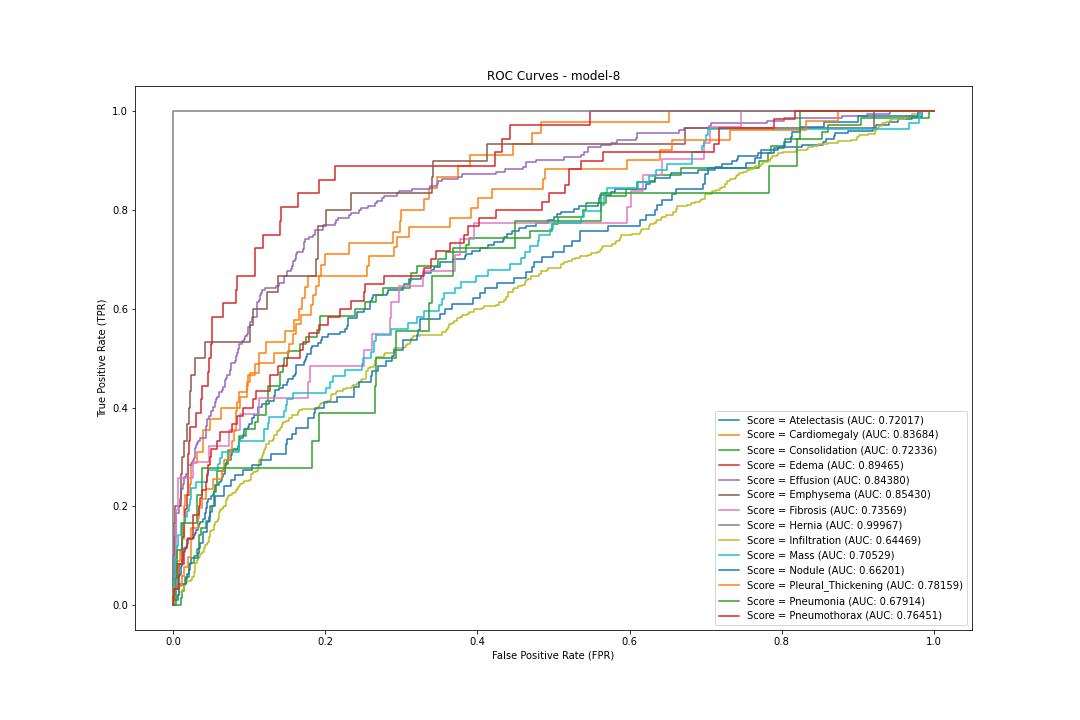 ROC Curves - model-8
True Positive Rate (TPR)
1.0
0.8
0.6
0.4
0.2
0.0
Score = Atelectasis (AUC: 0.72017)
Score = Cardiomegaly (AUC: 0.83684)
Score = Consolidation (AUC: 0.72336)
Score = Edema (AUC: 0.89465)
Score = Effusion (AUC: 0.84380)
Score = Emphysema (AUC: 0.85430)
Score = Fibrosis (AUC: 0.73569)
Score = Hernia (AUC: 0.99967)
Score = Infiltration (AUC: 0.64469)
Score = Mass (AUC: 0.70529)
Score = Nodule (AUC: 0.66201)
Score = Pleural_Thickening (AUC: 0.78159)
Score = Pneumonia (AUC: 0.67914)
Score = Pneumothorax (AUC: 0.76451)
0.0 0.2 0.4 0.6 0.8 1.0
False Positive Rate (FPR)